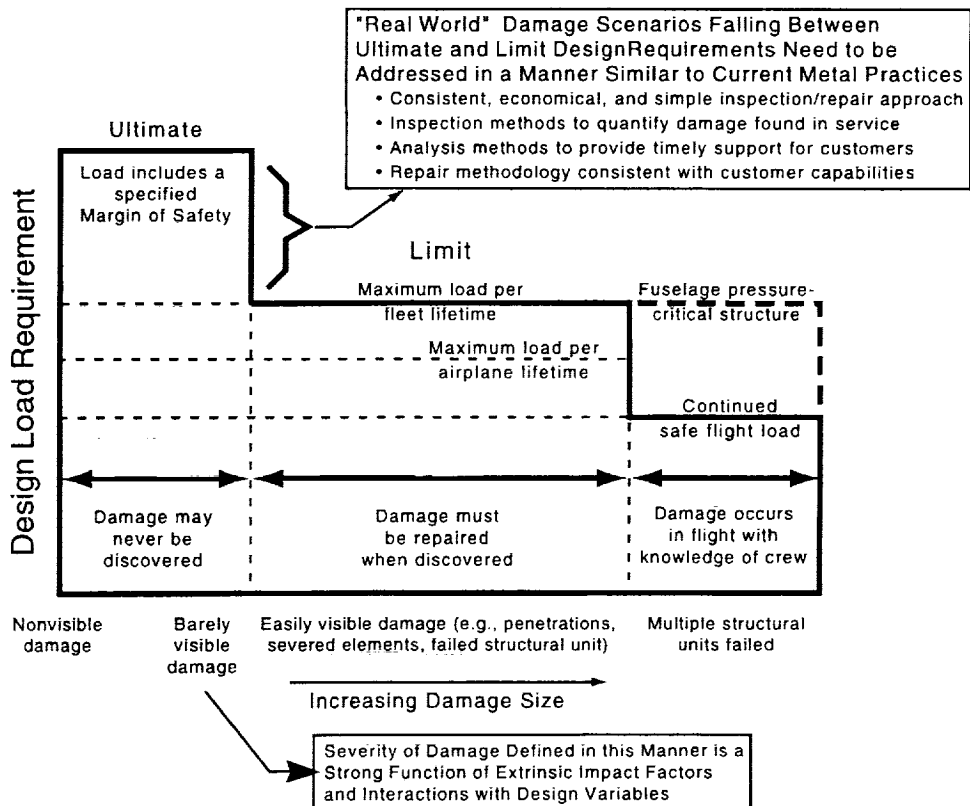 "Real World" Damage Scenarios Falling Between
Ultimate and Limit DesignRequirements Need to be
Addressed in a Manner Similar to Current Metal Practices
• Consistent, economical, and simple inspection/repair approach
• Inspection methods to quantify damage found in service
• Analysis methods to provide timely support for customers
• Repair methodology consistent with customer capabilities
Ultimate
Load includes a
specified
Margin of Safety
Limit
Maximum load per
fleet lifetime
Fuselage pressure-
critical structure
Maximum load per
airplane lifetime
Continued
safe flight load
Design Load Requirement
Damage may
never be
discovered
Damage must
be repaired
when discovered
Damage occurs
in flight with
knowledge of crew
Nonvisible
damage
Barely
visible
damage
Easily visible damage (e.g., penetrations,
severed elements, failed structural unit)
Multiple structural
units failed
Increasing Damage Size
Severity of Damage Defined in this Manner is a
Strong Function of Extrinsic Impact Factors
and Interactions with Design Variables